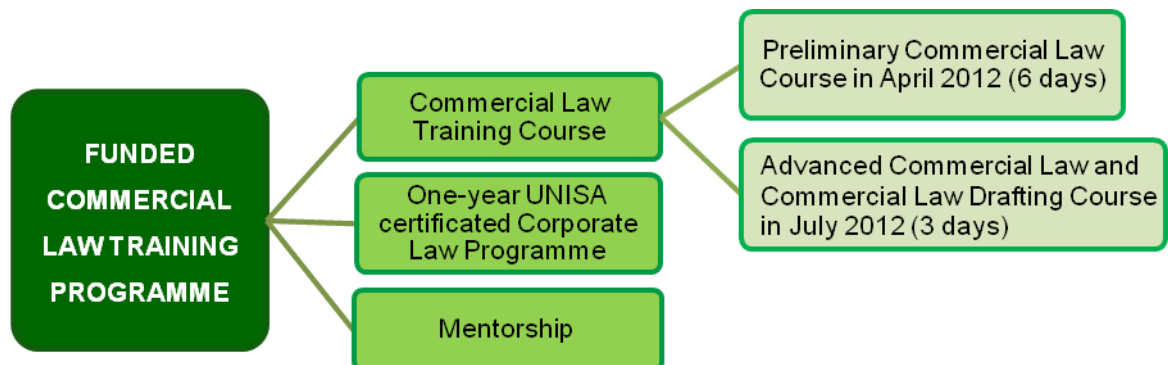 FUNDED
COMMERCIAL
LAW TRAINING
PROGRAMME
Commercial Law
Training Course
One-year UNISA
certificated Corporate
Law Programme
Mentorship
Preliminary Commercial Law
Course in April 2012 (6 days)
Advanced Commercial Law and
Commercial Law Drafting Course
in July 2012 (3 days)